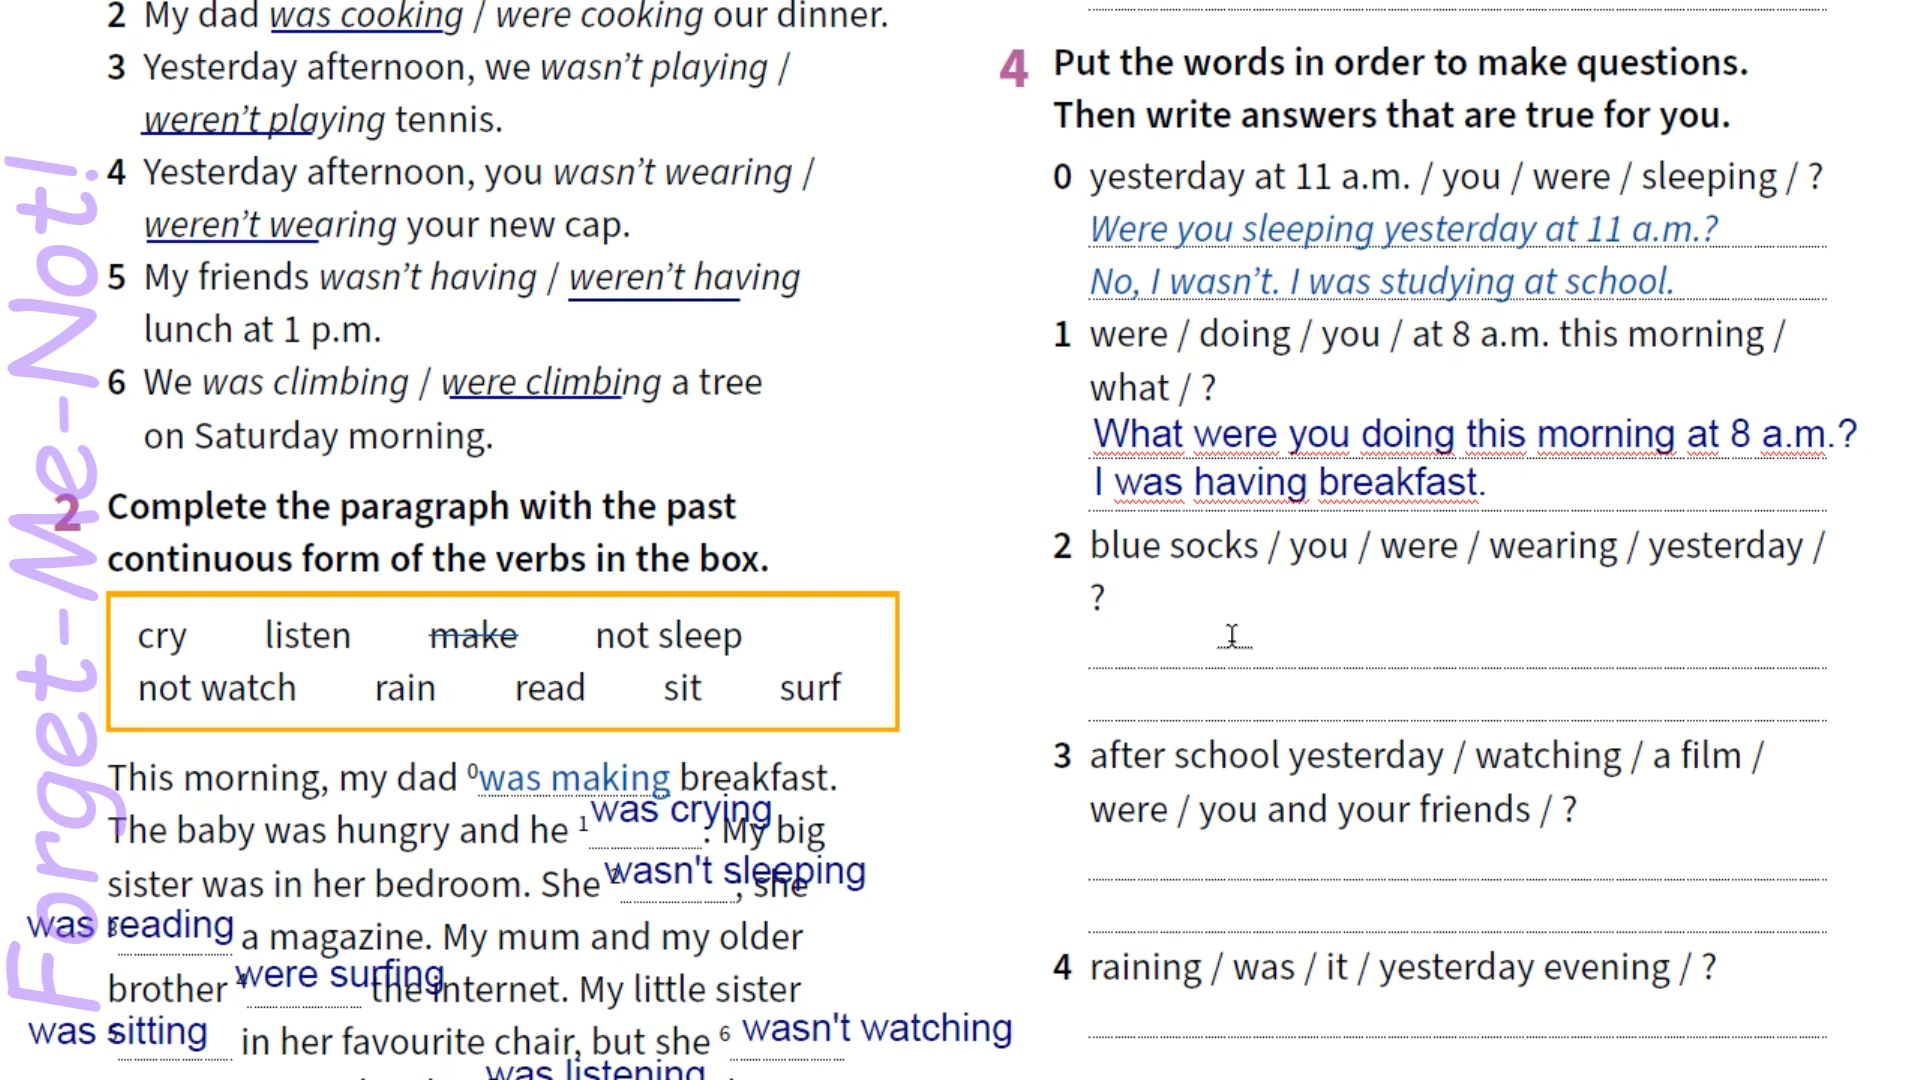 2 My dad was cooking / were cooking our dinner.
3 Yesterday afternoon, we wasn't playing /
weren't playing tennis.
4 Yesterday afternoon, you wasn't wearing /
weren't wearing your new cap.
5 My friends wasn't having / weren't having
lunch at 1 p.m.
6 We was climbing / were climbing a tree
on Saturday morning.
2 Complete the paragraph with the past
continuous form of the verbs in the box.
cry listen make not sleep
not watch rain read sit surf
This morning, my dad 0 was making breakfast.
The baby was hungry and he 1 was crying. My big
sister was in her bedroom. She 2 wasn't sleeping, she
3 was reading a magazine. My mum and my older
brother 4 were surfing the internet. My little sister
5 was sitting in her favourite chair, but she 6 wasn't watching
was listening
4 Put the words in order to make questions.
Then write answers that are true for you.
0 yesterday at 11 a.m. / you / were / sleeping / ?
Were you sleeping yesterday at 11 a.m.?
No, I wasn't. I was studying at school.
1 were / doing / you / at 8 a.m. this morning /
what / ?
What were you doing this morning at 8 a.m.?
I was having breakfast.
2 blue socks / you / were / wearing / yesterday /
?
3 after school yesterday / watching / a film /
were / you and your friends / ?
4 raining / was / it / yesterday evening / ?
Forget-Me-Not!